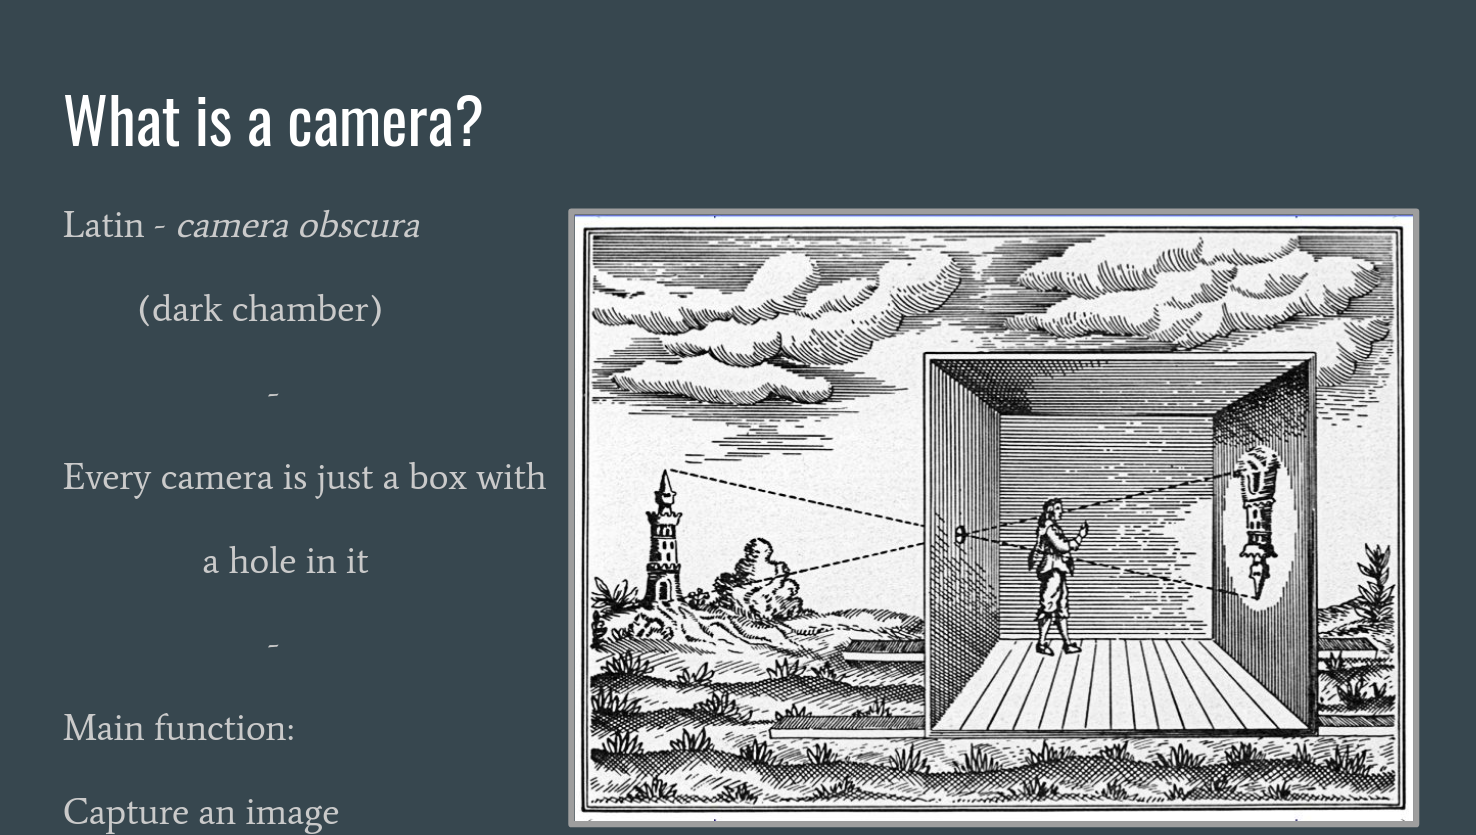 What is a camera?
Latin - camera obscura
(dark chamber)
-
Every camera is just a box with
a hole in it
-
Main function:
Capture an image